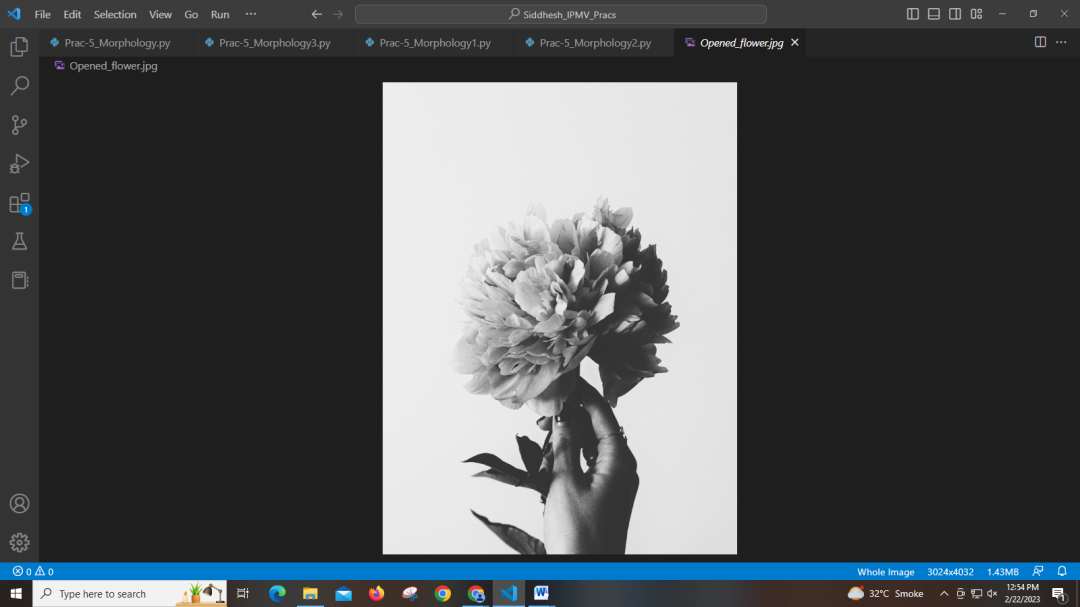 File Edit Selection View Go Run ··· Siddhesh_IPMV_Pracs
Prac-5_Morphology.py Prac-5_Morphology3.py Prac-5_Morphology1.py Prac-5_Morphology2.py Opened_flower.jpg
Opened_flower.jpg
1
0 0 Whole Image 3024x4032 1.43MB
Type here to search 32°C Smoke 12:54 PM
2/22/2023
1